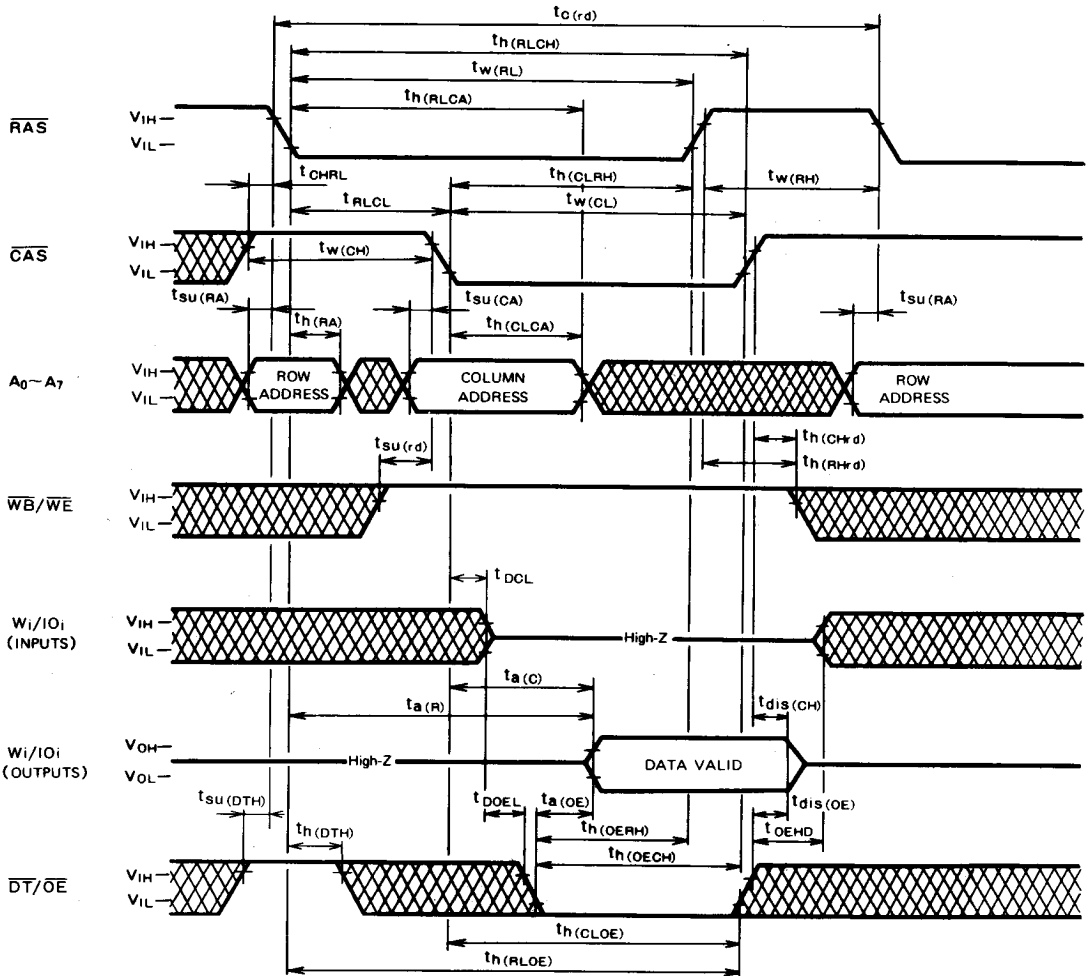 tC(rd)
th(RLCH)
tw(RL)
th(RLCA)
RAS
VIH
VIL
tCHRL
th(CLRH)
tw(RH)
tRLCL
tw(CL)
CAS
VIH
VIL
tw(CH)
tsu(RA)
th(RA)
tsu(CA)
th(CLCA)
tsu(RA)
A0~A7
VIH
VIL
ROW ADDRESS
COLUMN ADDRESS
ROW ADDRESS
tsu(rd)
th(CHrd)
th(RHrd)
WB/WE
VIH
VIL
tDCL
Wi/IOi
(INPUTS)
VIH
VIL
High-Z
ta(C)
ta(R)
tdis(CH)
Wi/IOi
(OUTPUTS)
VOH
VOL
High-Z
DATA VALID
tsu(DTH)
th(DTH)
tDOEL
ta(OE)
th(OERH)
th(OECH)
tdis(OE)
tOEHD
DT/OE
VIH
VIL
th(CLOE)
th(RLOE)